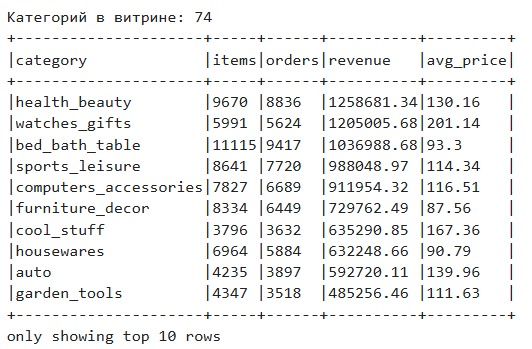 Категорий в витрине: 74
+---------------------+-----+------+----------+---------+
|category             |items|orders|revenue   |avg_price|
+---------------------+-----+------+----------+---------+
|health_beauty        |9670 |8836  |1258681.34|130.16   |
|watches_gifts        |5991 |5624  |1205005.68|201.14   |
|bed_bath_table       |11115|9417  |1036988.68|93.3     |
|sports_leisure       |8641 |7720  |988048.97 |114.34   |
|computers_accessories|7827 |6689  |911954.32 |116.51   |
|furniture_decor      |8334 |6449  |729762.49 |87.56    |
|cool_stuff           |3796 |3632  |635290.85 |167.36   |
|housewares           |6964 |5884  |632248.66 |90.79    |
|auto                 |4235 |3897  |592720.11 |139.96   |
|garden_tools         |4347 |3518  |485256.46 |111.63   |
+---------------------+-----+------+----------+---------+
only showing top 10 rows